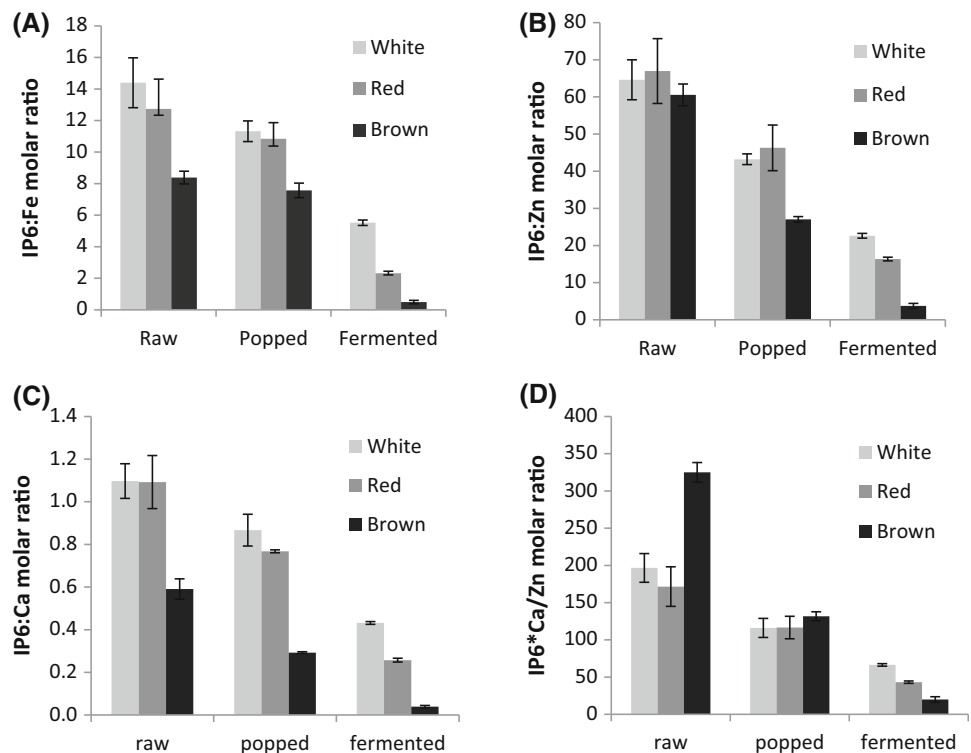 (A)
IP6:Fe molar ratio
16
14
12
10
8
6
4
2
0
White
Red
Brown
Raw Popped Fermented
(B)
IP6:Zn molar ratio
80
70
60
50
40
30
20
10
0
White
Red
Brown
Raw Popped Fermented
(C)
IP6:Ca molar ratio
1.4
1.2
1.0
0.8
0.6
0.4
0.2
0.0
White
Red
Brown
raw popped fermented
(D)
IP6*Ca/Zn molar ratio
400
350
300
250
200
150
100
50
0
White
Red
Brown
raw popped fermented